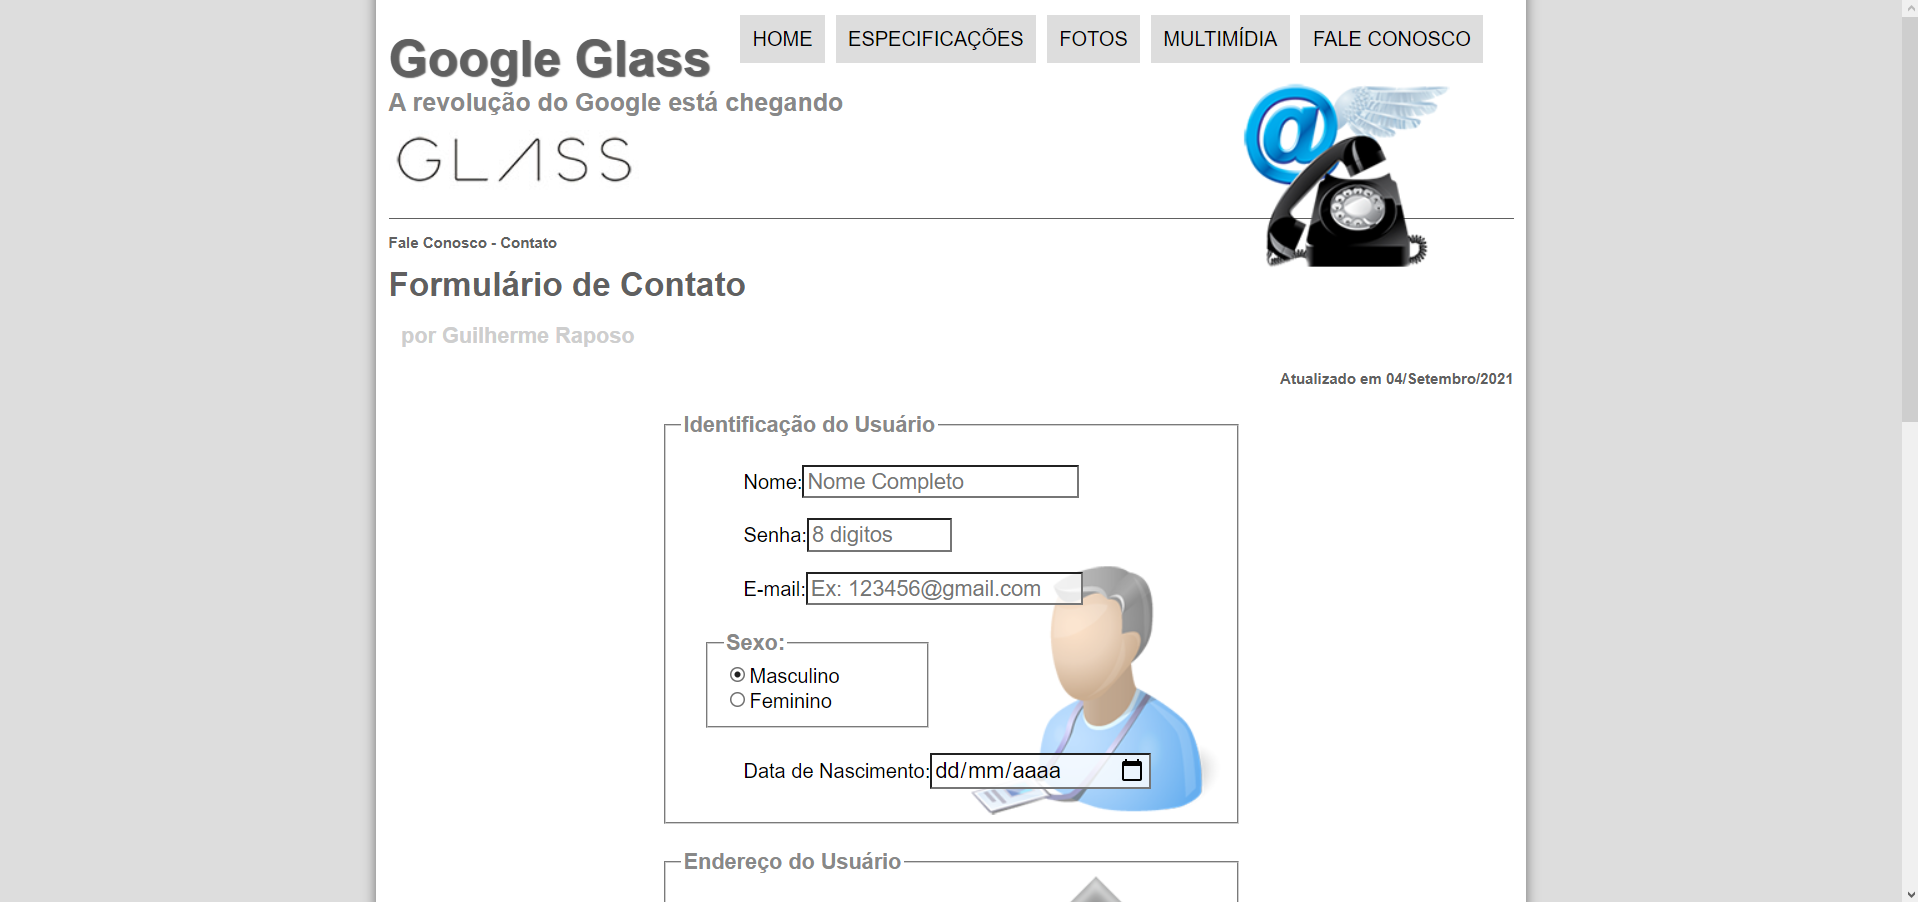 HOME ESPECIFICAÇÕES FOTOS MULTIMÍDIA FALE CONOSCO
Google Glass
A revolução do Google está chegando
GLASS
@
Fale Conosco - Contato
Formulário de Contato
por Guilherme Raposo
Atualizado em 04/Setembro/2021
Identificação do Usuário
Nome: Nome Completo
Senha: 8 digitos
E-mail: Ex: 123456@gmail.com
Sexo:
Masculino
Feminino
Data de Nascimento: dd/mm/aaaa
Endereço do Usuário